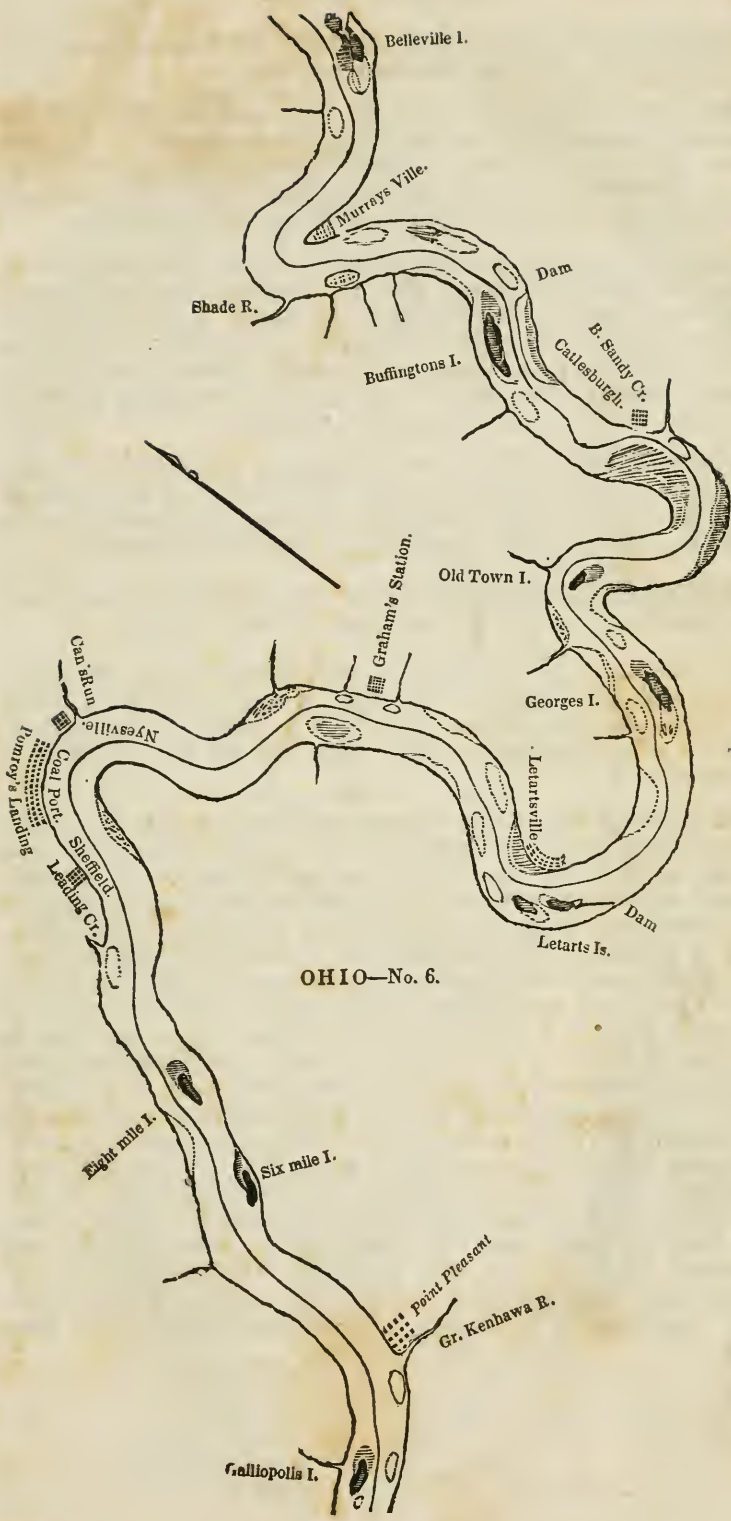 Belleville I.
Murrays Ville.
Dam
Shade R.
B. Sandy Cr.
Catlesburgh.
Buffingtons I.
Graham's Station.
Old Town I.
Can's Run
Nyesville.
Georges I.
Pomroy's Landing
Coal Port.
Letartsville
Sheffield.
Leading Cr.
Dam
Letarts Is.
OHIO—No. 6.
Eight mile I.
Six mile I.
Point Pleasant
Gr. Kenhawa R.
Galliopolis I.